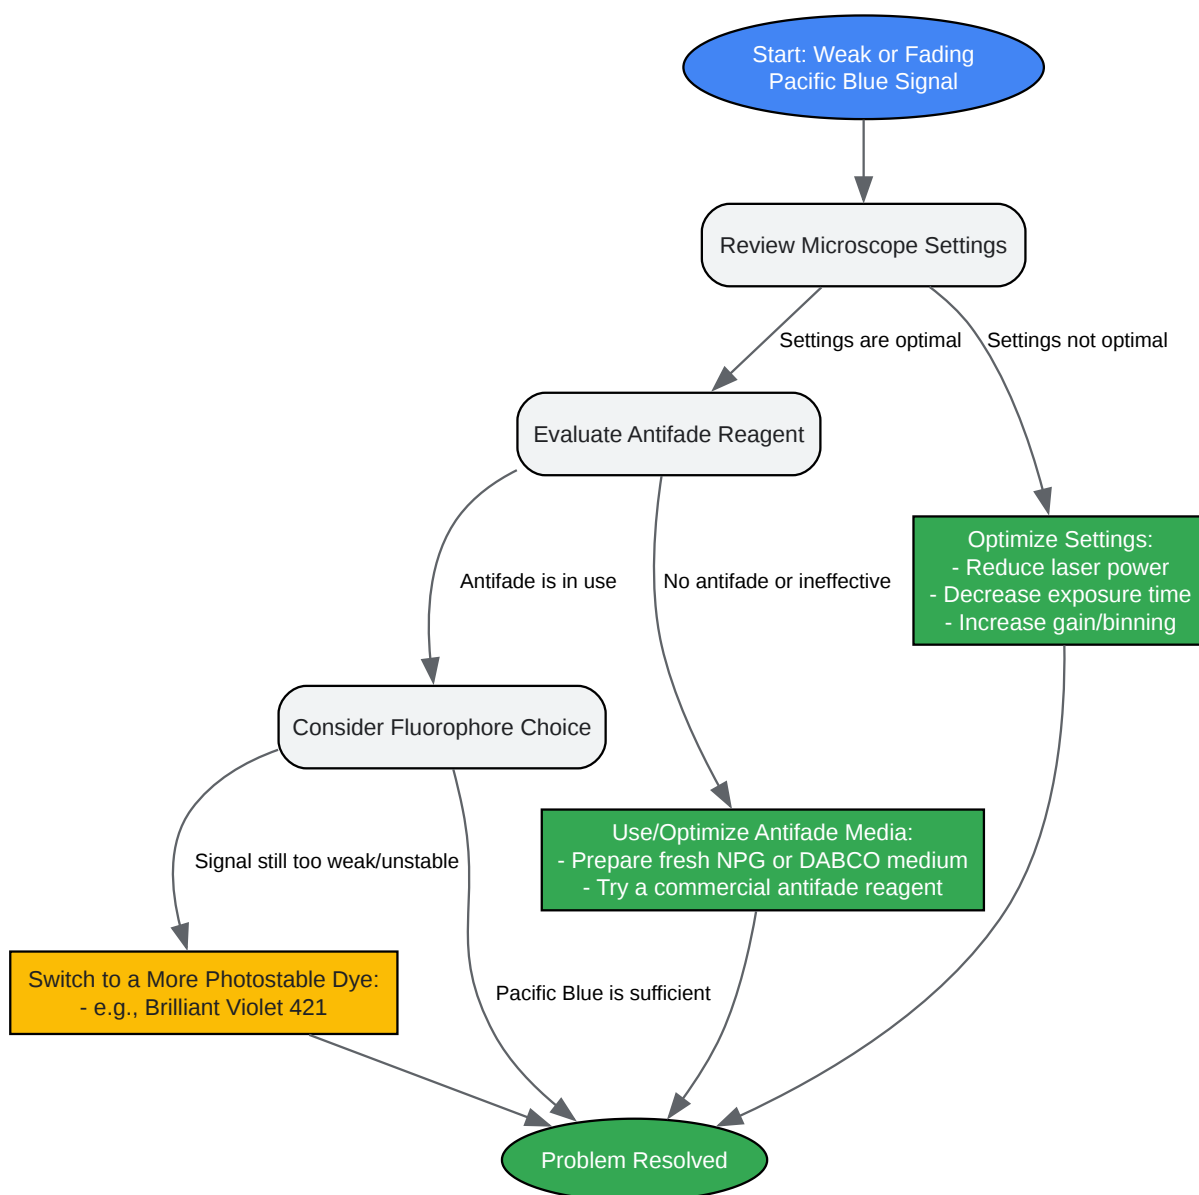 Start: Weak or Fading
Pacific Blue Signal
Review Microscope Settings
Settings are optimal
Settings not optimal
Evaluate Antifade Reagent
Optimize Settings:
- Reduce laser power
- Decrease exposure time
- Increase gain/binning
Antifade is in use
No antifade or ineffective
Consider Fluorophore Choice
Use/Optimize Antifade Media:
- Prepare fresh NPG or DABCO medium
- Try a commercial antifade reagent
Signal still too weak/unstable
Switch to a More Photostable Dye:
- e.g., Brilliant Violet 421
Pacific Blue is sufficient
Problem Resolved